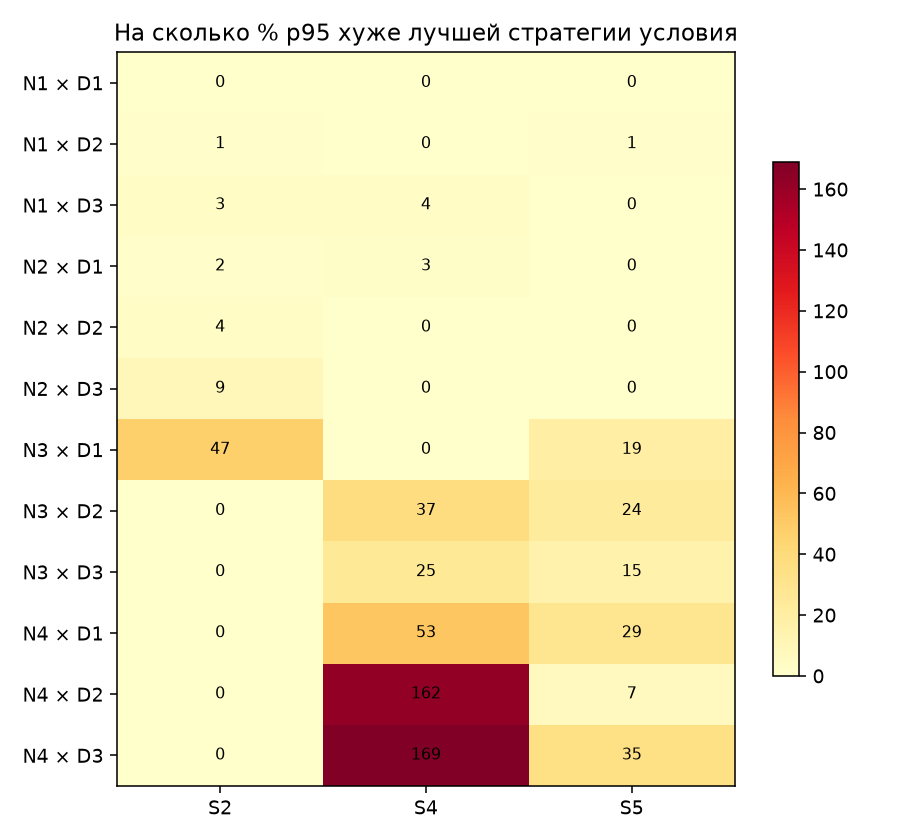 На сколько % p95 хуже лучшей стратегии условия
N1 × D1 0 0 0
N1 × D2 1 0 1
N1 × D3 3 4 0
N2 × D1 2 3 0
N2 × D2 4 0 0
N2 × D3 9 0 0
N3 × D1 47 0 19
N3 × D2 0 37 24
N3 × D3 0 25 15
N4 × D1 0 53 29
N4 × D2 0 162 7
N4 × D3 0 169 35
S2 S4 S5
160
140
120
100
80
60
40
20
0